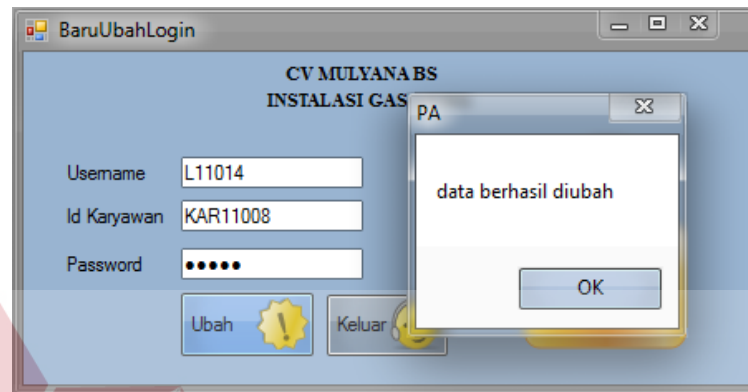 BaruUbahLogin
CV MULYANA BS
INSTALASI GAS
PA
data berhasil diubah
OK
Username L11014
Id Karyawan KAR11008
Password •••••
Ubah
Keluar